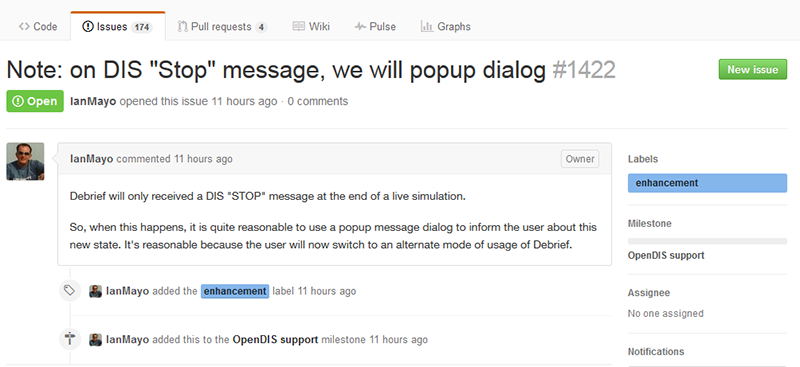 Code Issues 174 Pull requests 4 Wiki Pulse Graphs
Note: on DIS "Stop" message, we will popup dialog #1422
New issue
Open IanMayo opened this issue 11 hours ago · 0 comments
IanMayo commented 11 hours ago Owner
Debrief will only received a DIS "STOP" message at the end of a live simulation.
So, when this happens, it is quite reasonable to use a popup message dialog to inform the user about this
new state. It's reasonable because the user will now switch to an alternate mode of usage of Debrief.
IanMayo added the enhancement label 11 hours ago
IanMayo added this to the OpenDIS support milestone 11 hours ago
Labels
enhancement
Milestone
OpenDIS support
Assignee
No one assigned
Notifications